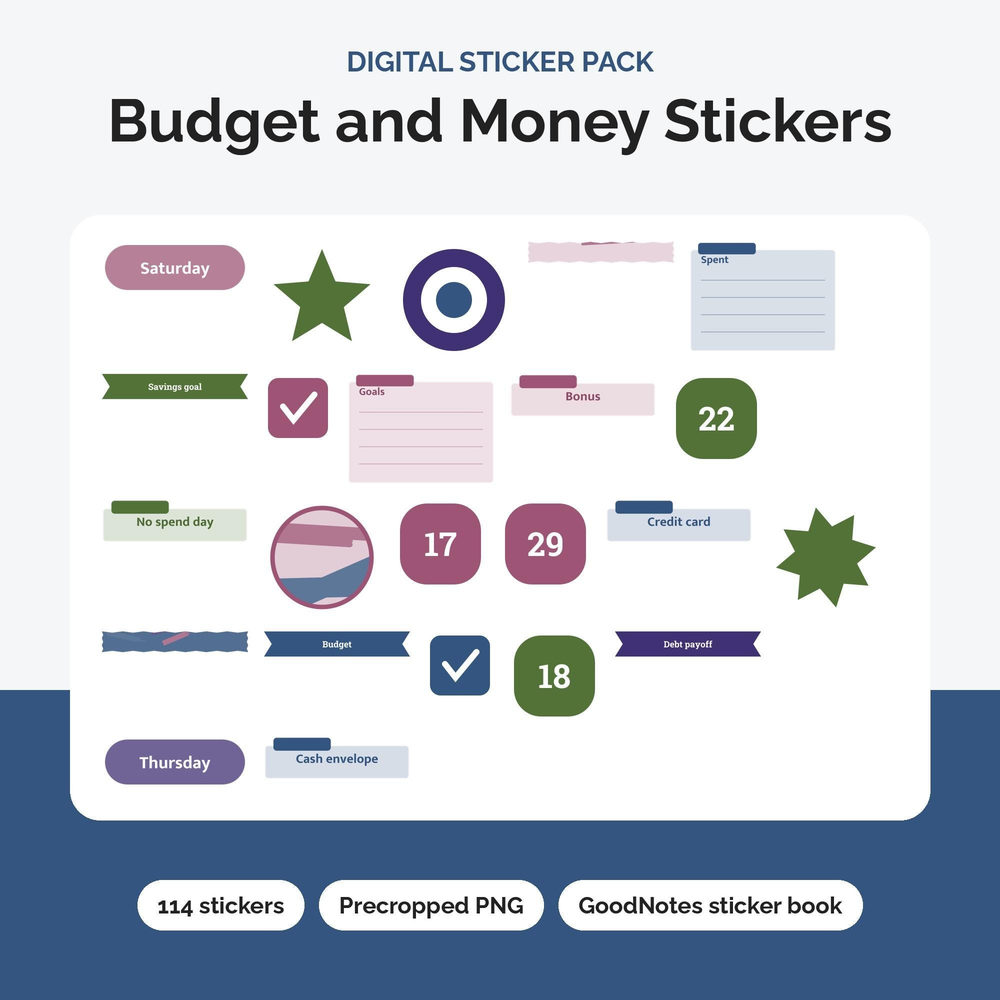 DIGITAL STICKER PACK
Budget and Money Stickers
Saturday
Spent
Savings goal
Goals
Bonus
22
No spend day
17
29
Credit card
Budget
18
Debt payoff
Thursday
Cash envelope
114 stickers
Precropped PNG
GoodNotes sticker book